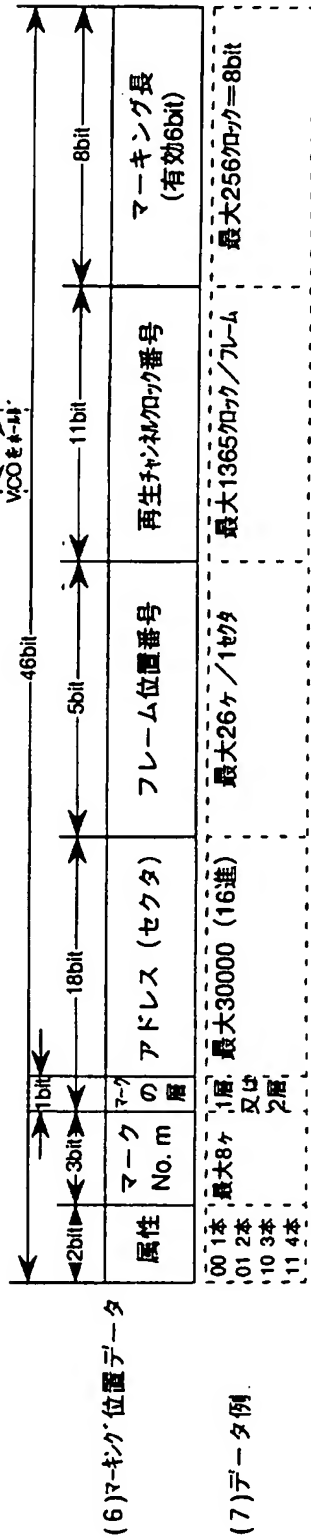 VCOをホールド
46bit
2bit
3bit
1bit
18bit
5bit
11bit
8bit
(6)マーキング位置データ
属性
マーク
No. m
マーク
の
層
アドレス(セクタ)
フレーム位置番号
再生チャンネルクロック番号
マーキング長
(有効6bit)
(7)データ例
00 1本
01 2本
10 3本
11 4本
最大8ヶ
1層
又は
2層
最大30000 (16進)
最大26ヶ/1セクタ
最大1365クロック/フレーム
最大256クロック=8bit